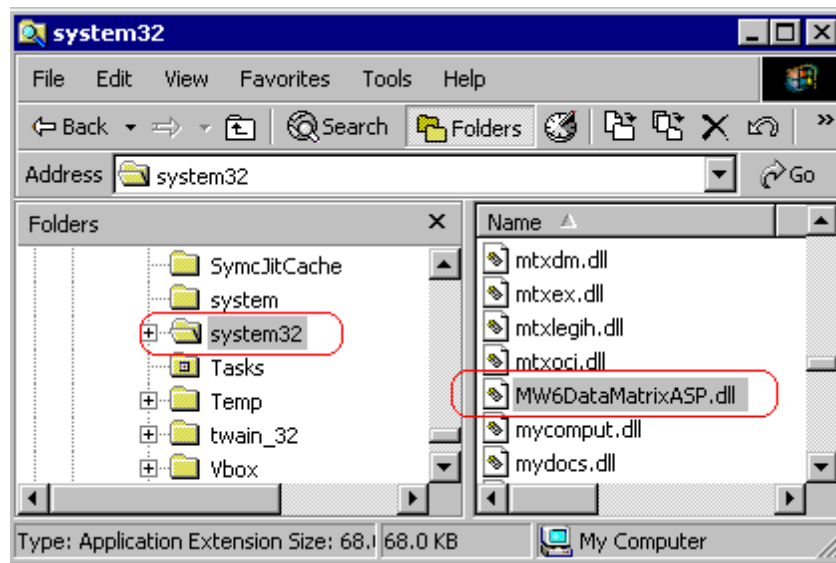 system32
File Edit View Favorites Tools Help
Back Search Folders »
Address system32 Go
Folders Name
SymcJitCache
system
system32
Tasks
Temp
twain_32
Vbox
mtxdm.dll
mtxex.dll
mtxlegih.dll
mtxoci.dll
MW6DataMatrixASP.dll
mycomput.dll
mydocs.dll
Type: Application Extension Size: 68. 68.0 KB My Computer